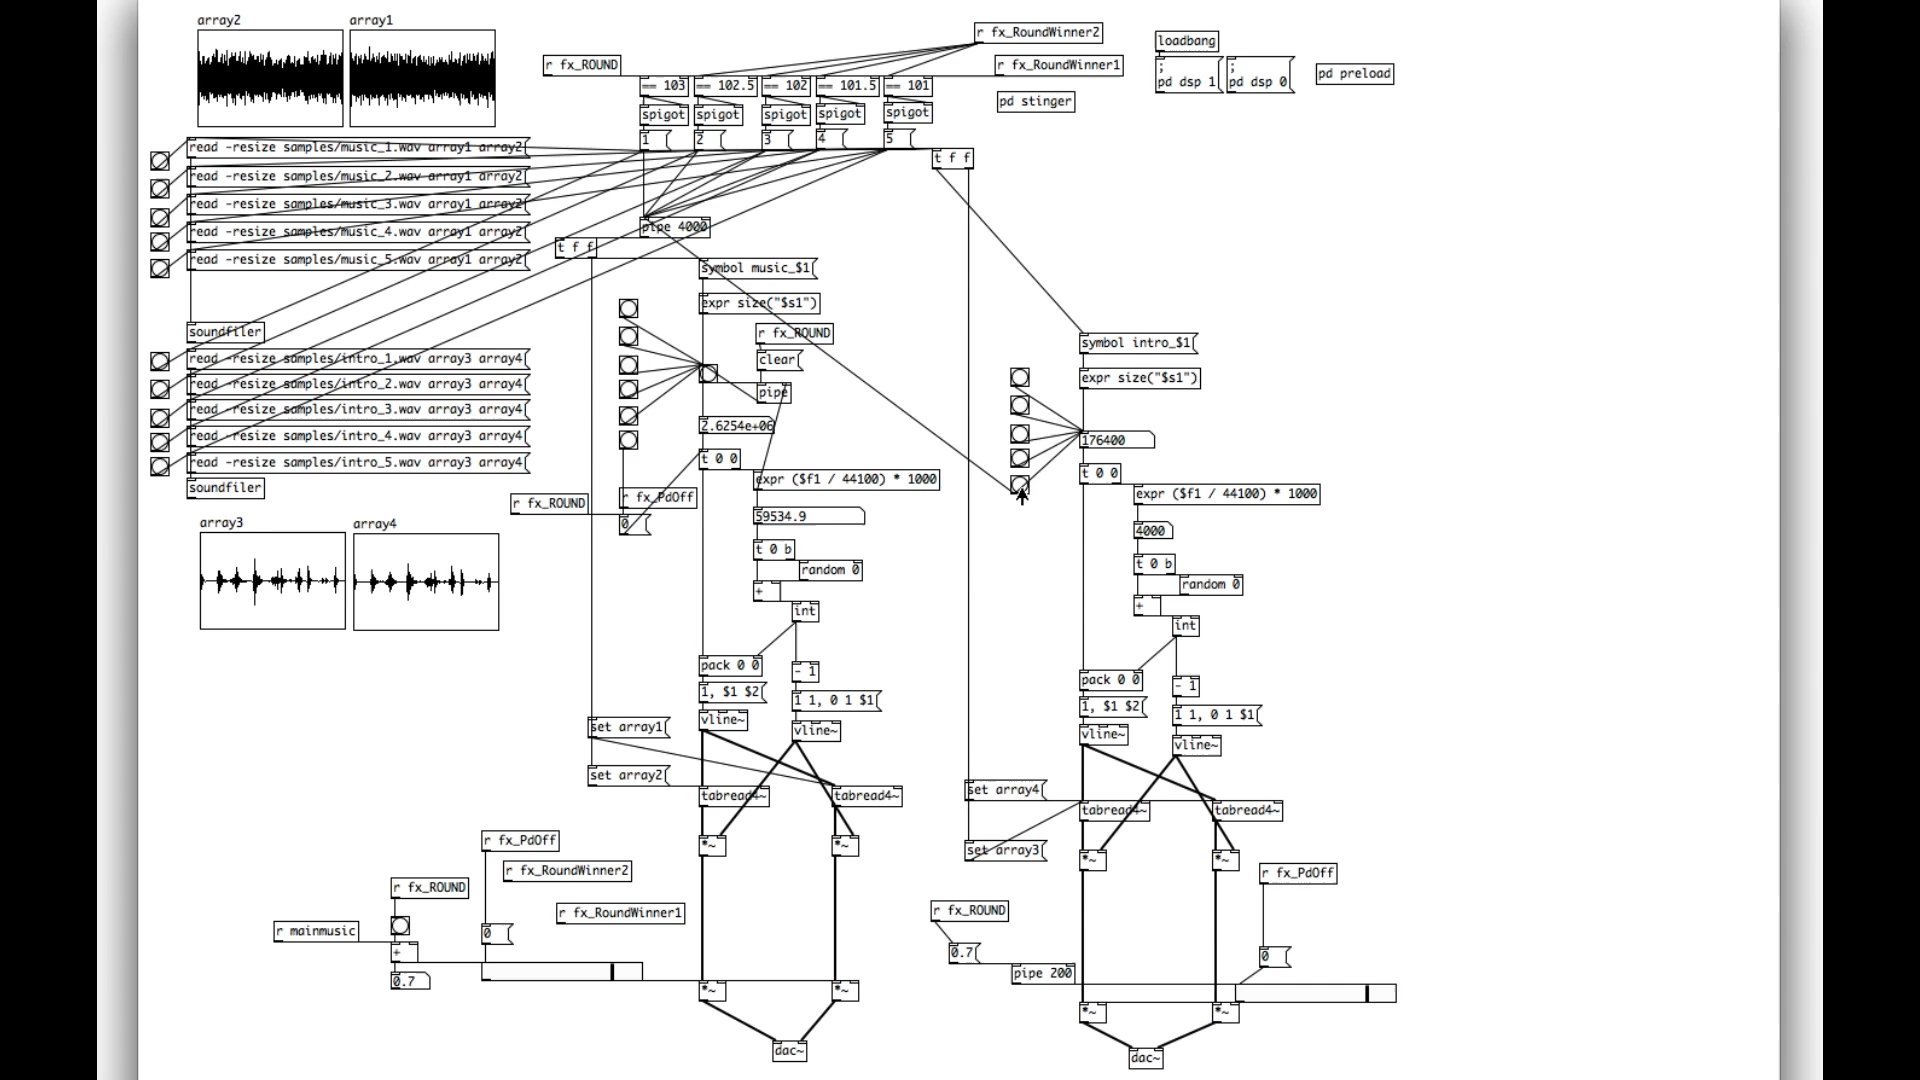 array2
array1
r fx_RoundWinner2
loadbang
r fx_ROUND
r fx_RoundWinner1
;
pd dsp 1
;
pd dsp 0
pd preload
== 103
== 102.5
== 102
== 101.5
== 101
pd stinger
spigot
spigot
spigot
spigot
spigot
1
2
3
4
5
read -resize samples/music_1.wav array1 array2
read -resize samples/music_2.wav array1 array2
read -resize samples/music_3.wav array1 array2
read -resize samples/music_4.wav array1 array2
read -resize samples/music_5.wav array1 array2
t f f
pipe 4000
t f f
symbol music_$1
expr size("$s1")
r fx_ROUND
clear
pipe
2.6254e+06
t 0 0
expr ($f1 / 44100) * 1000
r fx_PdOff
r fx_ROUND
0
59534.9
t 0 b
random 0
+
int
pack 0 0
- 1
1, $1 $2
1 1, 0 1 $1
vline~
vline~
set array1
set array2
tabread4~
tabread4~
*~
*~
soundfiler
read -resize samples/intro_1.wav array3 array4
read -resize samples/intro_2.wav array3 array4
read -resize samples/intro_3.wav array3 array4
read -resize samples/intro_4.wav array3 array4
read -resize samples/intro_5.wav array3 array4
soundfiler
array3
array4
symbol intro_$1
expr size("$s1")
176400
t 0 0
expr ($f1 / 44100) * 1000
4000
t 0 b
random 0
+
int
pack 0 0
- 1
1, $1 $2
1 1, 0 1 $1
vline~
vline~
set array4
tabread4~
tabread4~
set array3
*~
*~
r fx_PdOff
r fx_RoundWinner2
r fx_ROUND
r fx_RoundWinner1
r mainmusic
0
+
0.7
*~
*~
dac~
r fx_PdOff
r fx_ROUND
0.7
0
pipe 200
*~
*~
dac~